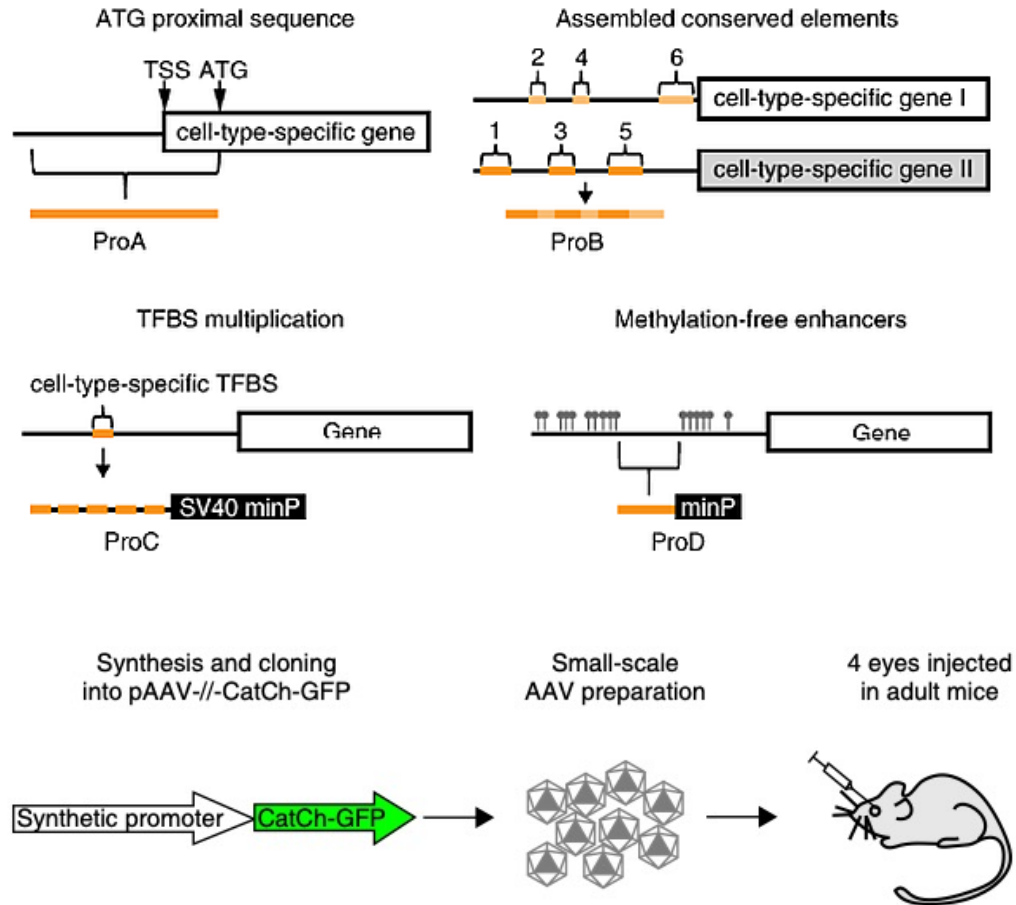 ATG proximal sequence
TSS ATG
cell-type-specific gene
ProA
Assembled conserved elements
2 4 6
cell-type-specific gene I
1 3 5
cell-type-specific gene II
ProB
TFBS multiplication
cell-type-specific TFBS
Gene
SV40 minP
ProC
Methylation-free enhancers
Gene
minP
ProD
Synthesis and cloning
into pAAV-//-CatCh-GFP
Synthetic promoter
CatCh-GFP
Small-scale
AAV preparation
4 eyes injected
in adult mice